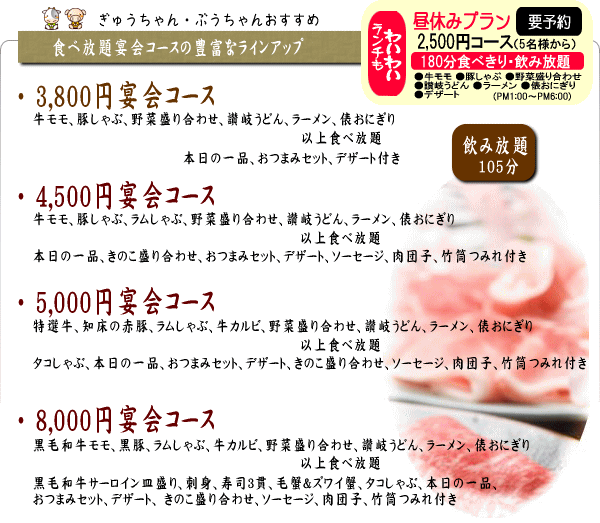 ぎゅうちゃん・ぶうちゃんおすすめ
食べ放題宴会コースの豊富なラインアップ
ランチも
わいわい
昼休みプラン 要予約
2,500円コース(5名様から)
180分食べきり・飲み放題
●牛モモ ●豚しゃぶ ●野菜盛り合わせ
●讃岐うどん ●ラーメン ●俵おにぎり
●デザート (PM1:00〜PM6:00)
・3,800円宴会コース
牛モモ、豚しゃぶ、野菜盛り合わせ、讃岐うどん、ラーメン、俵おにぎり
以上食べ放題
本日の一品、おつまみセット、デザート付き
飲み放題
105分
・4,500円宴会コース
牛モモ、豚しゃぶ、ラムしゃぶ、野菜盛り合わせ、讃岐うどん、ラーメン、俵おにぎり
以上食べ放題
本日の一品、きのこ盛り合わせ、おつまみセット、デザート、ソーセージ、肉団子、竹筒つみれ付き
・5,000円宴会コース
特選牛、知床の赤豚、ラムしゃぶ、牛カルビ、野菜盛り合わせ、讃岐うどん、ラーメン、俵おにぎり
以上食べ放題
タコしゃぶ、本日の一品、おつまみセット、デザート、きのこ盛り合わせ、ソーセージ、肉団子、竹筒つみれ付き
・8,000円宴会コース
黒毛和牛モモ、黒豚、ラムしゃぶ、牛カルビ、野菜盛り合わせ、讃岐うどん、ラーメン、俵おにぎり
以上食べ放題
黒毛和牛サーロイン皿盛り、刺身、寿司3貫、毛蟹&ズワイ蟹、タコしゃぶ、本日の一品、
おつまみセット、デザート、きのこ盛り合わせ、ソーセージ、肉団子、竹筒つみれ付き